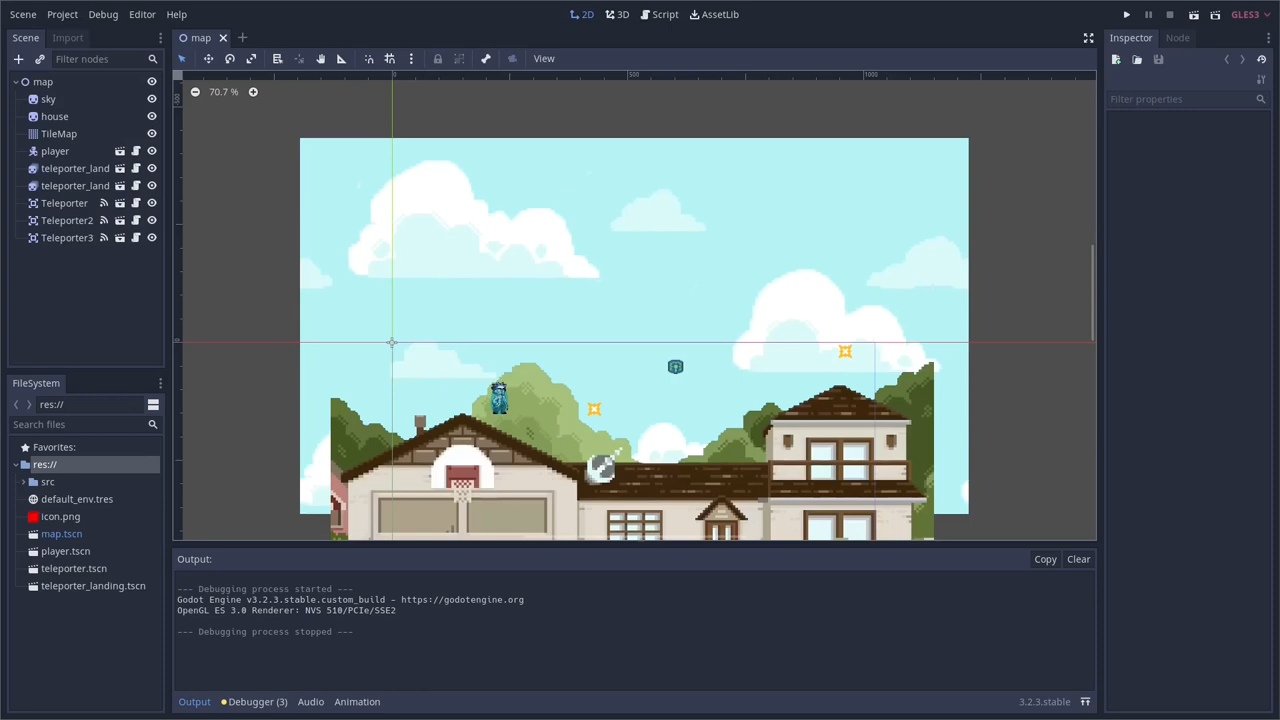 Scene Project Debug Editor Help
2D 3D Script AssetLib
GLES3
Scene Import
Filter nodes
map
sky
house
TileMap
player
teleporter_land
teleporter_land
Teleporter
Teleporter2
Teleporter3
FileSystem
res://
Search files
Favorites:
res://
src
default_env.tres
icon.png
map.tscn
player.tscn
teleporter.tscn
teleporter_landing.tscn
map
View
0 500 1000
-500
0
70.7 %
Output:
Copy Clear
--- Debugging process started ---
Godot Engine v3.2.3.stable.custom_build - https://godotengine.org
OpenGL ES 3.0 Renderer: NVS 510/PCIe/SSE2
--- Debugging process stopped ---
Output Debugger (3) Audio Animation
3.2.3.stable
Inspector Node
Filter properties